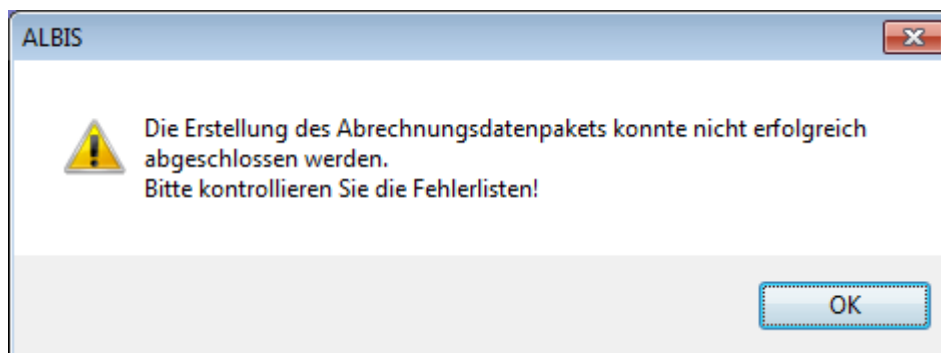 ALBIS
Die Erstellung des Abrechnungsdatenpakets konnte nicht erfolgreich
abgeschlossen werden.
Bitte kontrollieren Sie die Fehlerlisten!
OK